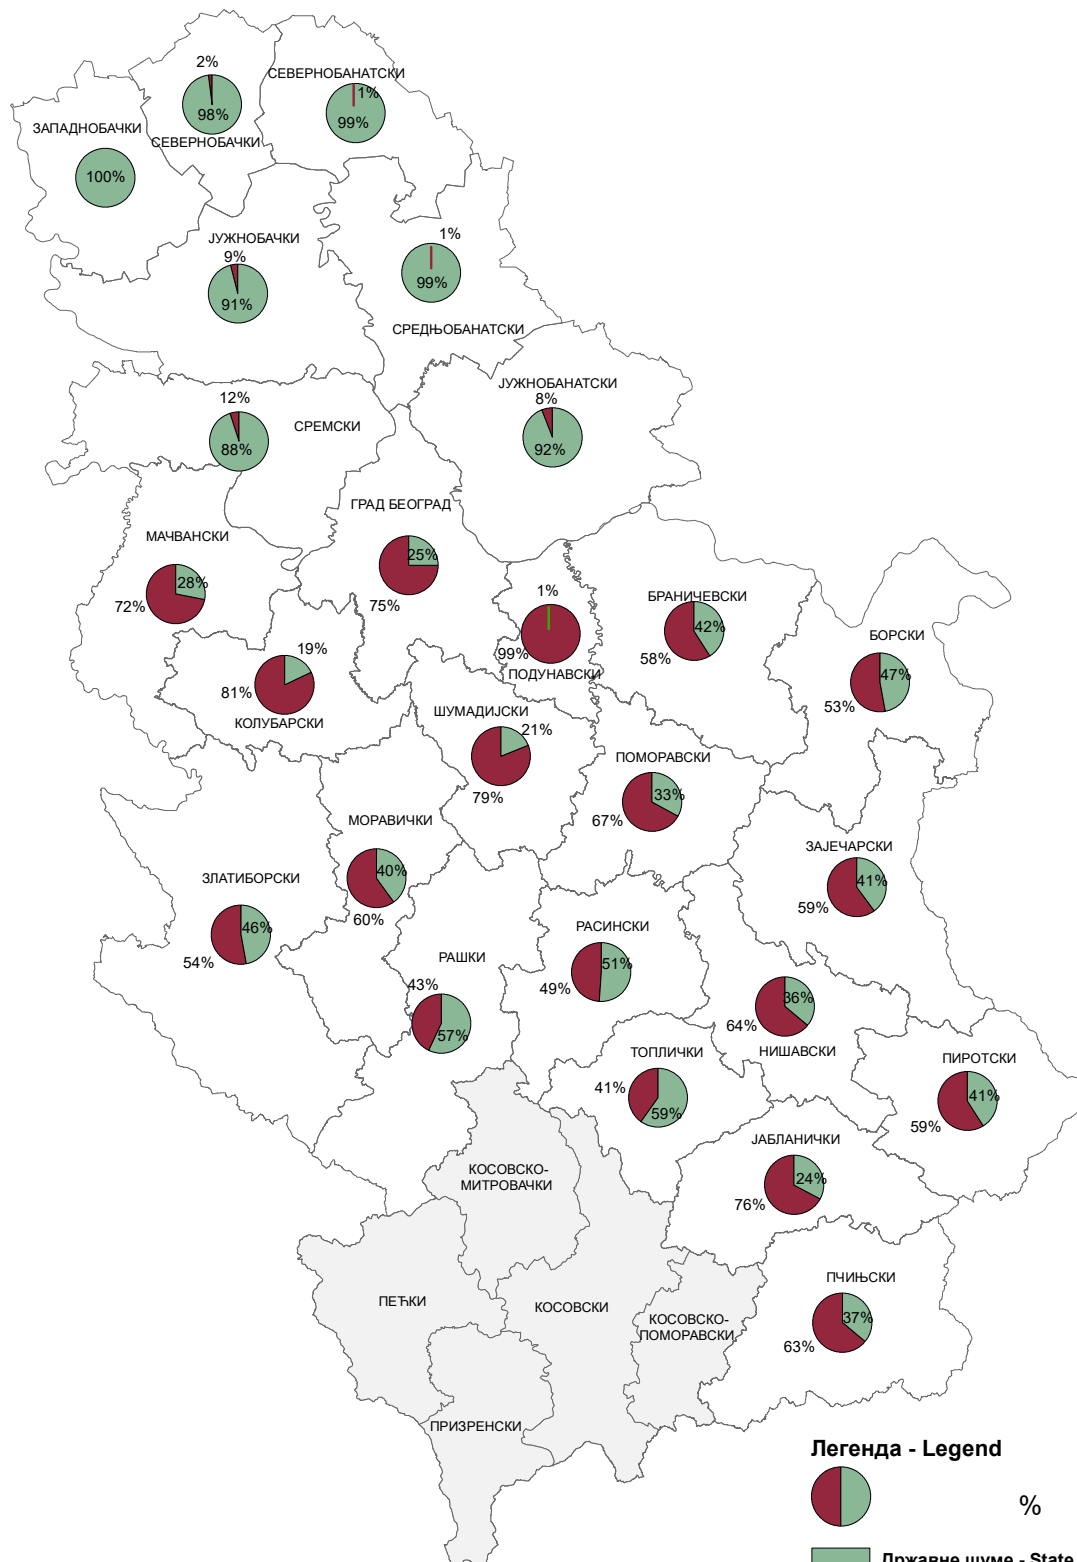 2%
СЕВЕРНОБАНАТСКИ
1%
98%
99%
ЗАПАДНОБАЧКИ
СЕВЕРНОБАЧКИ
100%
ЈУЖНОБАЧКИ
9%
91%
1%
99%
СРЕДЊОБАНАТСКИ
ЈУЖНОБАНАТСКИ
8%
92%
12%
СРЕМСКИ
88%
ГРАД БЕОГРАД
25%
75%
МАЧВАНСКИ
28%
72%
1%
99%
ПОДУНАВСКИ
БРАНИЧЕВСКИ
42%
58%
БОРСКИ
47%
53%
19%
81%
КОЛУБАРСКИ
ШУМАДИЈСКИ
21%
79%
ПОМОРАВСКИ
33%
67%
МОРАВИЧКИ
40%
60%
ЗАЈЕЧАРСКИ
41%
59%
ЗЛАТИБОРСКИ
46%
54%
РАСИНСКИ
51%
49%
РАШКИ
43%
57%
36%
64%
НИШАВСКИ
ТОПЛИЧКИ
41%
59%
ПИРОТСКИ
41%
59%
ЈАБЛАНИЧКИ
24%
76%
КОСОВСКО-
МИТРОВАЧКИ
ПЧИЊСКИ
37%
63%
ПЕЋКИ
КОСОВСКИ
КОСОВСКО-
ПОМОРАВСКИ
ПРИЗРЕНСКИ
Легенда - Legend
%
Државне шуме - State